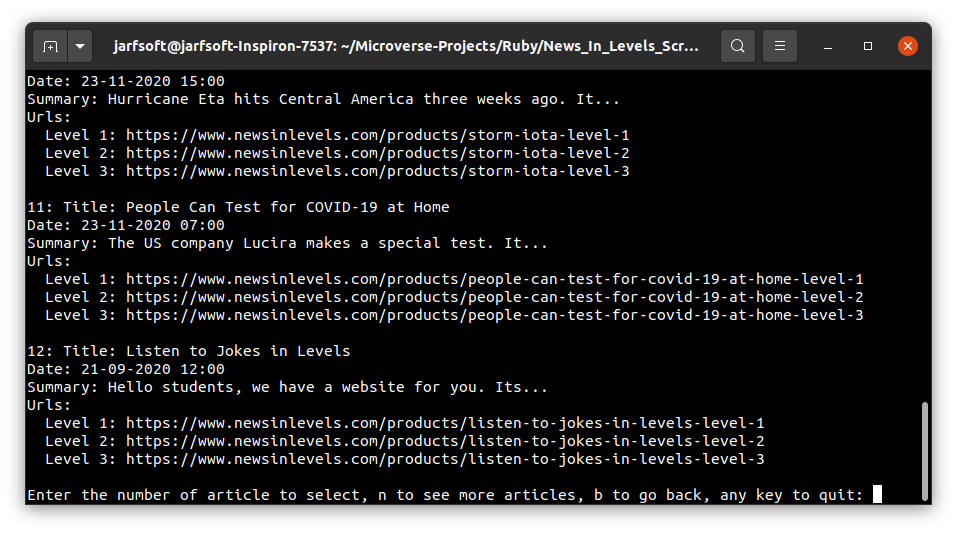 jarfsoft@jarfsoft-Inspiron-7537: ~/Microverse-Projects/Ruby/News_In_Levels_Scr...
Date: 23-11-2020 15:00
Summary: Hurricane Eta hits Central America three weeks ago. It...
Urls:
  Level 1: https://www.newsinlevels.com/products/storm-iota-level-1
  Level 2: https://www.newsinlevels.com/products/storm-iota-level-2
  Level 3: https://www.newsinlevels.com/products/storm-iota-level-3

11: Title: People Can Test for COVID-19 at Home
Date: 23-11-2020 07:00
Summary: The US company Lucira makes a special test. It...
Urls:
  Level 1: https://www.newsinlevels.com/products/people-can-test-for-covid-19-at-home-level-1
  Level 2: https://www.newsinlevels.com/products/people-can-test-for-covid-19-at-home-level-2
  Level 3: https://www.newsinlevels.com/products/people-can-test-for-covid-19-at-home-level-3

12: Title: Listen to Jokes in Levels
Date: 21-09-2020 12:00
Summary: Hello students, we have a website for you. Its...
Urls:
  Level 1: https://www.newsinlevels.com/products/listen-to-jokes-in-levels-level-1
  Level 2: https://www.newsinlevels.com/products/listen-to-jokes-in-levels-level-2
  Level 3: https://www.newsinlevels.com/products/listen-to-jokes-in-levels-level-3

Enter the number of article to select, n to see more articles, b to go back, any key to quit: